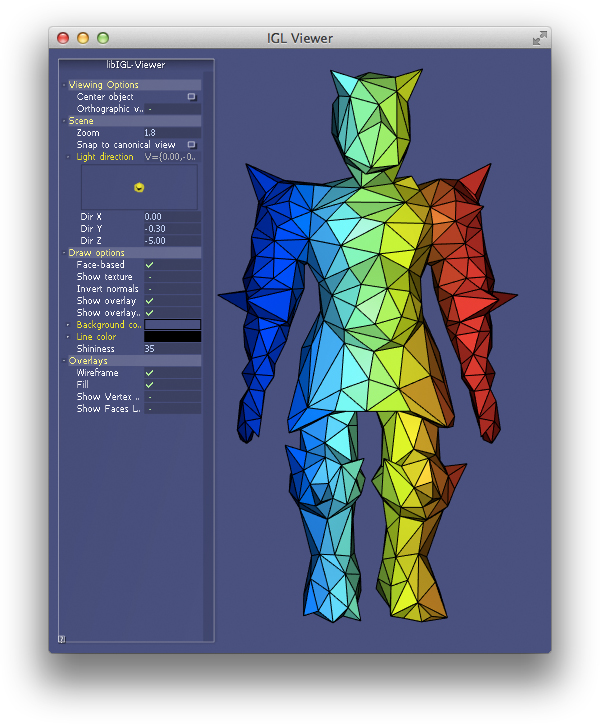 IGL Viewer
libIGL-Viewer
Viewing Options
Center object
Orthographic v.. -
Scene
Zoom 1.8
Snap to canonical view
Light direction V={0.00,-0..
Dir X 0.00
Dir Y -0.30
Dir Z -5.00
Draw options
Face-based ✓
Show texture -
Invert normals -
Show overlay ✓
Show overlay.. ✓
Background co..
Line color
Shininess 35
Overlays
Wireframe ✓
Fill ✓
Show Vertex .. -
Show Faces L.. -
?